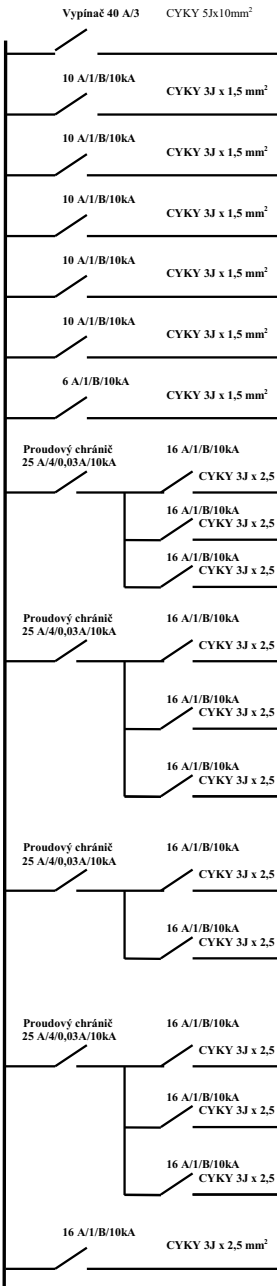 Vypínač 40 A/3 CYKY 5Jx10mm²
10 A/1/B/10kA
CYKY 3J x 1,5 mm²
10 A/1/B/10kA
CYKY 3J x 1,5 mm²
10 A/1/B/10kA
CYKY 3J x 1,5 mm²
10 A/1/B/10kA
CYKY 3J x 1,5 mm²
10 A/1/B/10kA
CYKY 3J x 1,5 mm²
6 A/1/B/10kA
CYKY 3J x 1,5 mm²
Proudový chránič 16 A/1/B/10kA
25 A/4/0,03A/10kA
CYKY 3J x 2,5
16 A/1/B/10kA
CYKY 3J x 2,5
16 A/1/B/10kA
CYKY 3J x 2,5
Proudový chránič 16 A/1/B/10kA
25 A/4/0,03A/10kA
CYKY 3J x 2,5
16 A/1/B/10kA
CYKY 3J x 2,5
16 A/1/B/10kA
CYKY 3J x 2,5
Proudový chránič 16 A/1/B/10kA
25 A/4/0,03A/10kA
CYKY 3J x 2,5
16 A/1/B/10kA
CYKY 3J x 2,5
Proudový chránič 16 A/1/B/10kA
25 A/4/0,03A/10kA
CYKY 3J x 2,5
16 A/1/B/10kA
CYKY 3J x 2,5
16 A/1/B/10kA
CYKY 3J x 2,5
16 A/1/B/10kA
CYKY 3J x 2,5 mm²